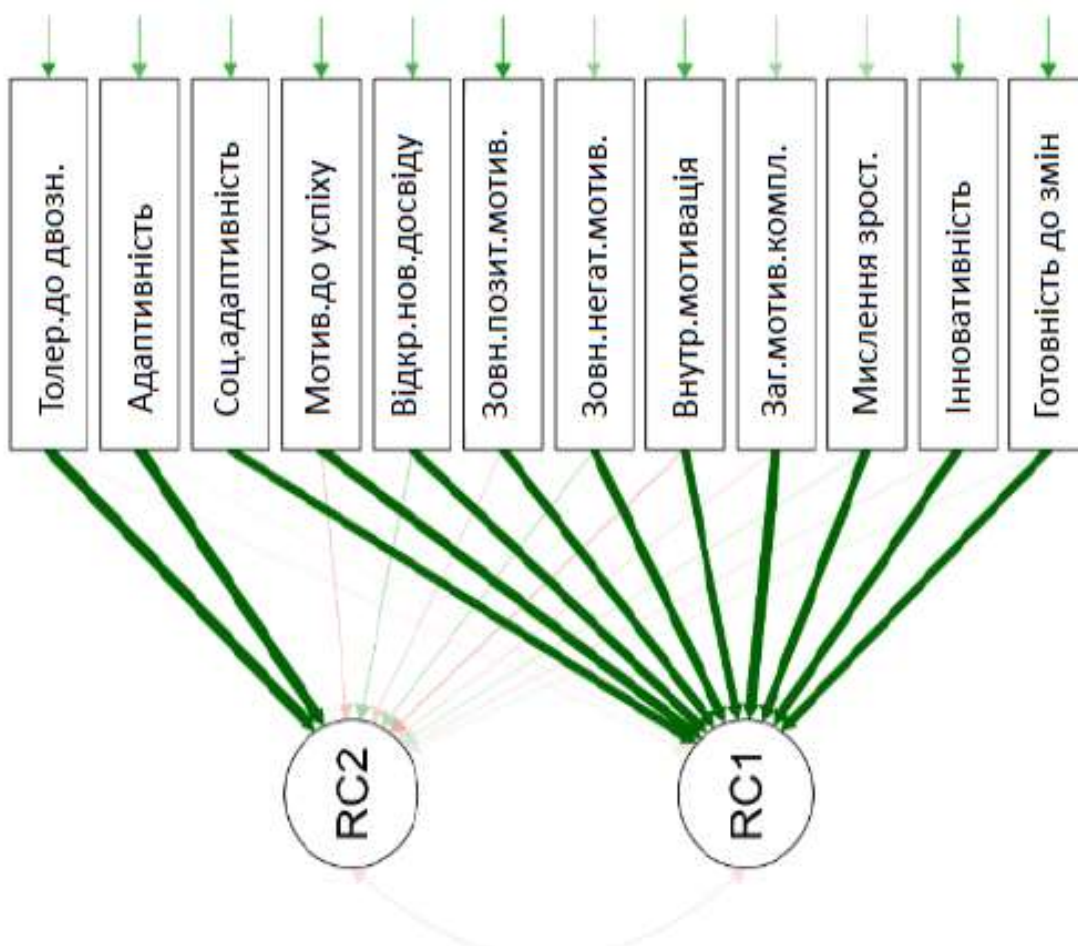 Толер.до двозн.
Адаптивність
Соц.адаптивність
Мотив.до успіху
Відкр.нов.досвіду
Зовн.позит.мотив.
Зовн.негат.мотив.
Внутр.мотивація
Заг.мотив.компл.
Мислення зрост.
Інновативність
Готовність до змін
RC2
RC1